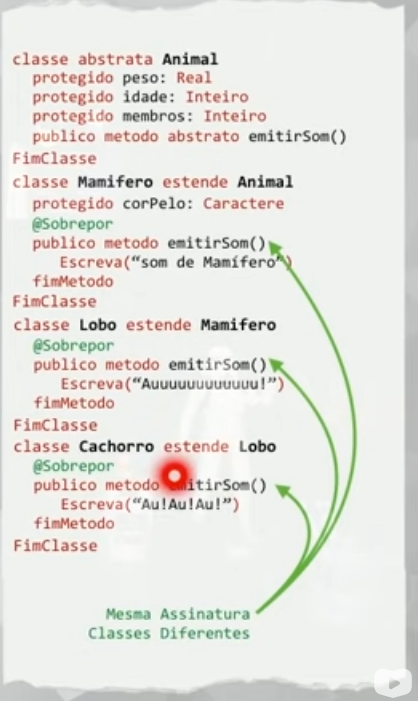 classe abstrata Animal
protegido peso: Real
protegido idade: Inteiro
protegido membros: Inteiro
publico metodo abstrato emitirSom()
FimClasse
classe Mamifero estende Animal
protegido corPelo: Caractere
@Sobrepor
publico metodo emitirSom()
Escreva(“som de Mamífero”)
fimMetodo
FimClasse
classe Lobo estende Mamifero
@Sobrepor
publico metodo emitirSom()
Escreva(“Auuuuuuuuuuuu!”)
fimMetodo
FimClasse
classe Cachorro estende Lobo
@Sobrepor
publico metodo emitirSom()
Escreva(“Au!Au!Au!”)
fimMetodo
FimClasse
Mesma Assinatura
Classes Diferentes